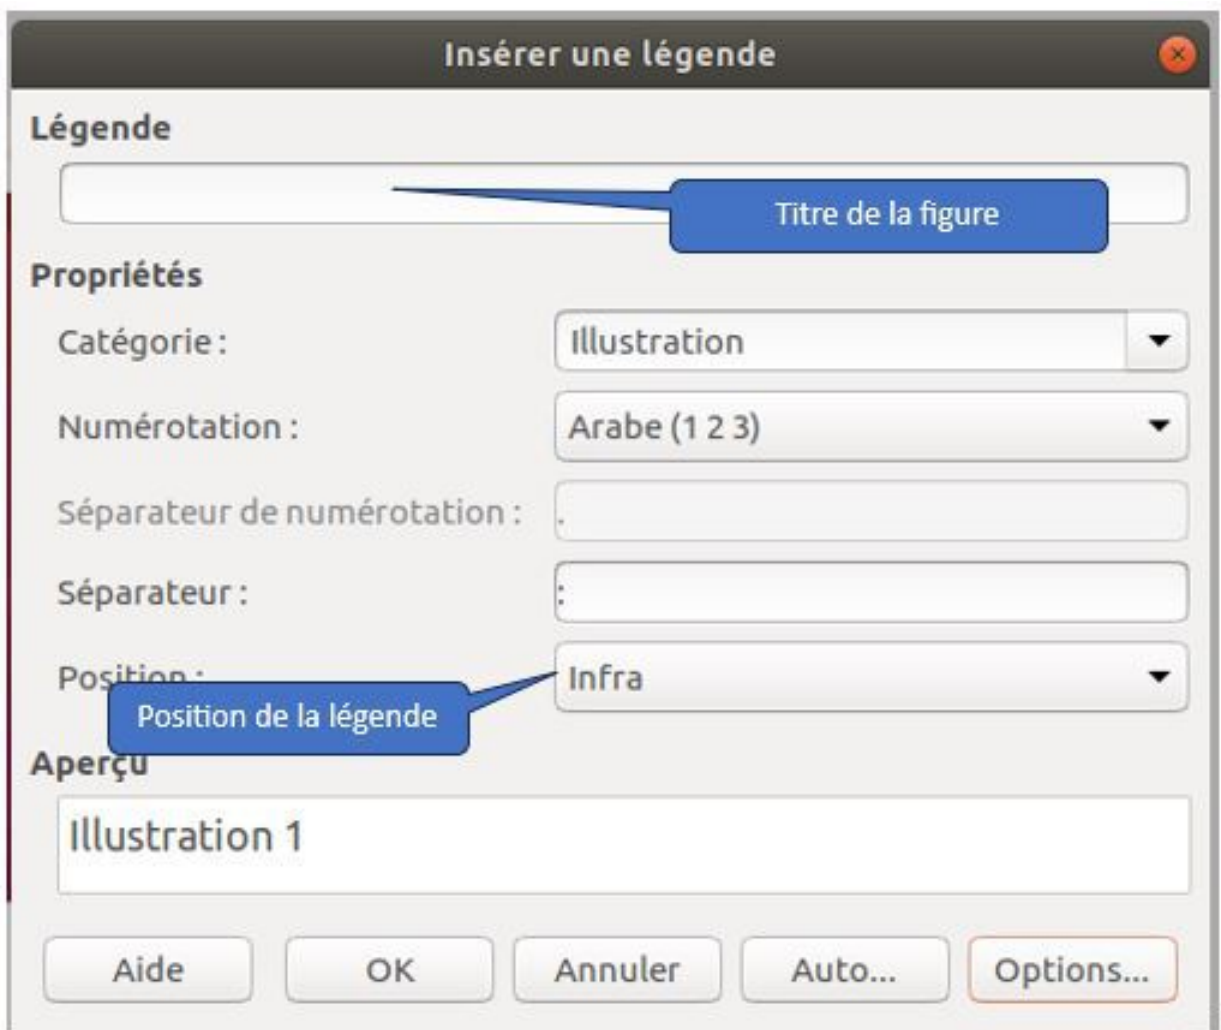 Insérer une légende
Légende
Titre de la figure
Propriétés
Catégorie : Illustration
Numérotation : Arabe (1 2 3)
Séparateur de numérotation : .
Séparateur : :
Position : Infra
Position de la légende
Aperçu
Illustration 1
Aide OK Annuler Auto... Options...